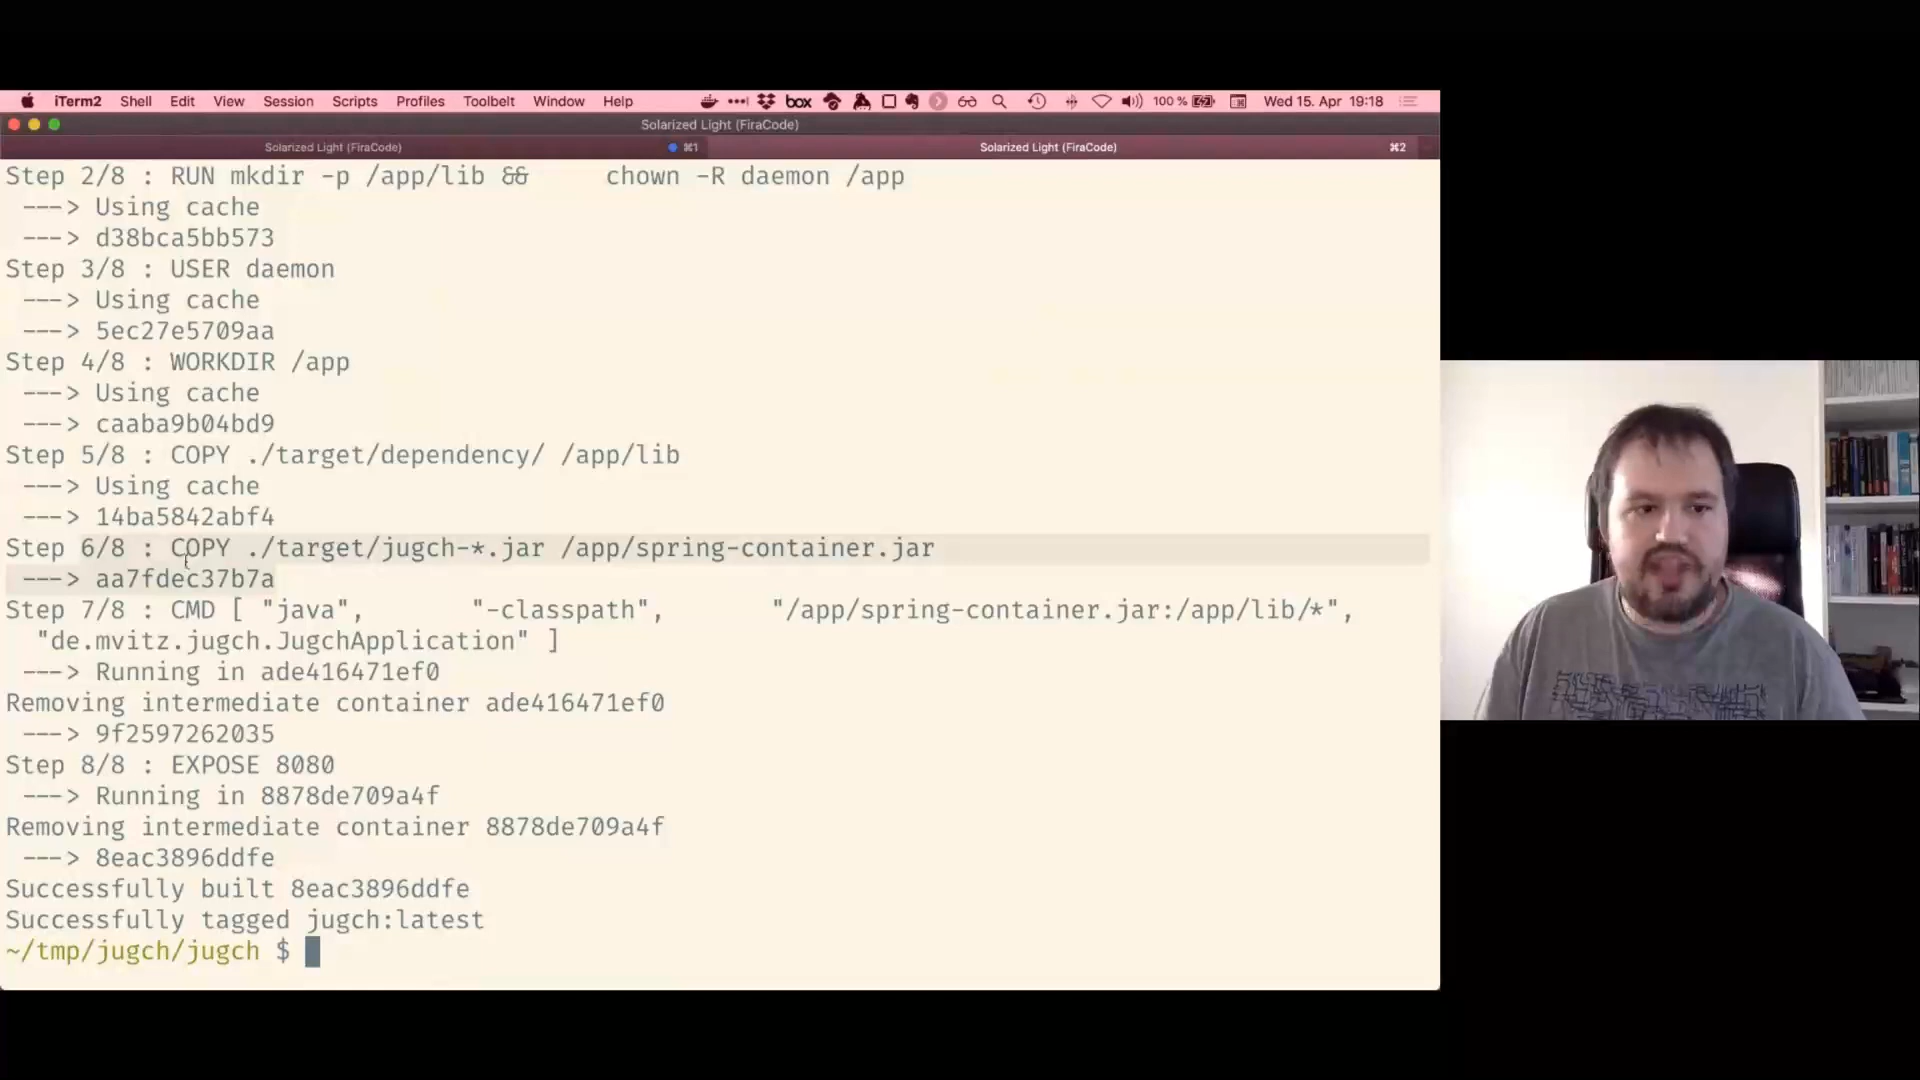 iTerm2 Shell Edit View Session Scripts Profiles Toolbelt Window Help box 100 % Wed 15. Apr 19:18
Solarized Light (FiraCode)
Solarized Light (FiraCode) ⌘1 Solarized Light (FiraCode) ⌘2
Step 2/8 : RUN mkdir -p /app/lib &&     chown -R daemon /app
---> Using cache
---> d38bca5bb573
Step 3/8 : USER daemon
---> Using cache
---> 5ec27e5709aa
Step 4/8 : WORKDIR /app
---> Using cache
---> caaba9b04bd9
Step 5/8 : COPY ./target/dependency/ /app/lib
---> Using cache
---> 14ba5842abf4
Step 6/8 : COPY ./target/jugch-*.jar /app/spring-container.jar
---> aa7fdec37b7a
Step 7/8 : CMD [ "java",       "-classpath",       "/app/spring-container.jar:/app/lib/*",
"de.mvitz.jugch.JugchApplication" ]
---> Running in ade416471ef0
Removing intermediate container ade416471ef0
---> 9f2597262035
Step 8/8 : EXPOSE 8080
---> Running in 8878de709a4f
Removing intermediate container 8878de709a4f
---> 8eac3896ddfe
Successfully built 8eac3896ddfe
Successfully tagged jugch:latest
~/tmp/jugch/jugch $